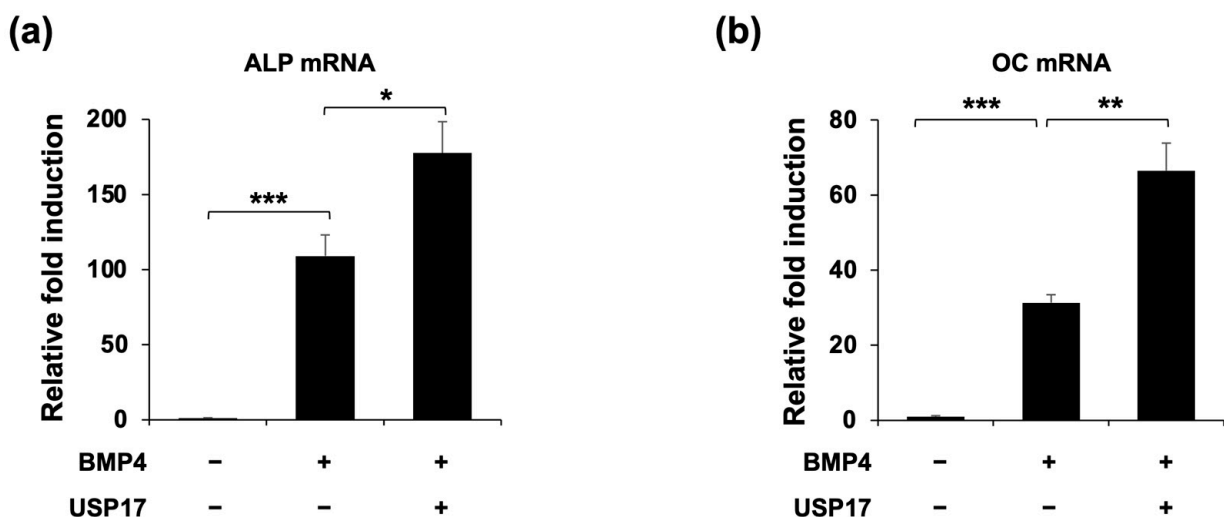 (a)
ALP mRNA
Relative fold induction
200
150
100
50
0
***
*
BMP4 – + +
USP17 – – +
(b)
OC mRNA
Relative fold induction
80
60
40
20
0
***
**
BMP4 – + +
USP17 – – +